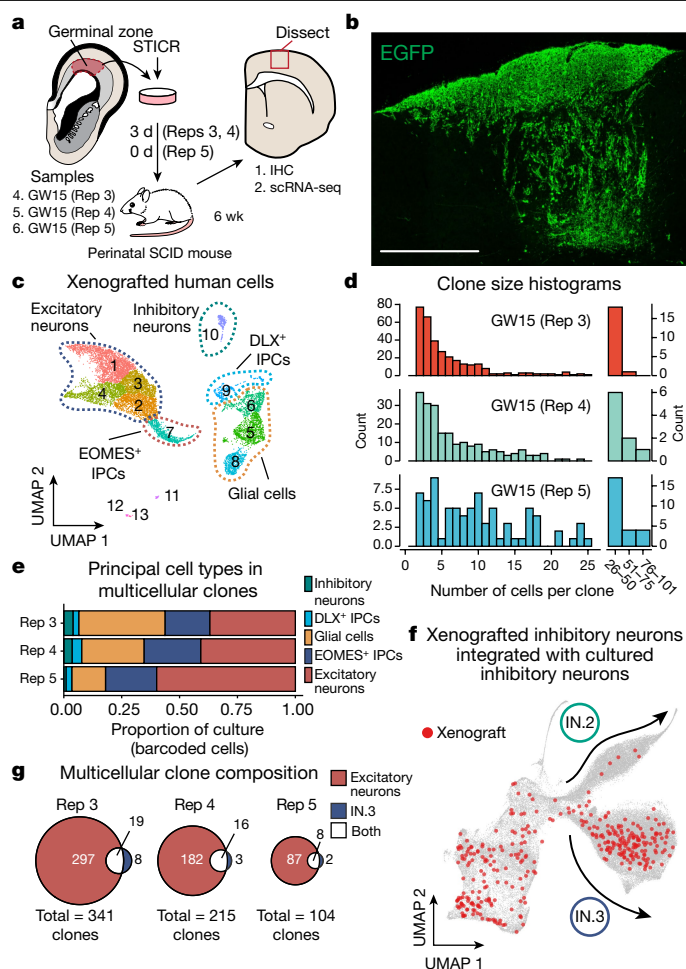 a
Germinal zone
STICR
Dissect
3 d (Reps 3, 4)
0 d (Rep 5)
Samples
4. GW15 (Rep 3)
5. GW15 (Rep 4)
6. GW15 (Rep 5)
1. IHC
2. scRNA-seq
6 wk
Perinatal SCID mouse
b
EGFP
c Xenografted human cells
Excitatory
neurons
Inhibitory
neurons
10
DLX+
IPCs
1
3
4
2
9
6
5
7
8
EOMES+
IPCs
Glial cells
11
12
13
UMAP 2
UMAP 1
d Clone size histograms
GW15 (Rep 3)
80
60
40
20
0
15
10
5
0
GW15 (Rep 4)
30
20
10
0
6
4
2
0
Count
Count
GW15 (Rep 5)
7.5
5.0
2.5
0.0
15
10
5
0
0 5 10 15 20 25
26–50
51–75
76–101
Number of cells per clone
e Principal cell types in
multicellular clones
Rep 3
Rep 4
Rep 5
0.00 0.25 0.50 0.75 1.00
Proportion of culture
(barcoded cells)
Inhibitory
neurons
DLX+ IPCs
Glial cells
EOMES+ IPCs
Excitatory
neurons
f Xenografted inhibitory neurons
integrated with cultured
inhibitory neurons
Xenograft
IN.2
IN.3
UMAP 2
UMAP 1
g Multicellular clone composition
Excitatory
neurons
IN.3
Both
Rep 3
19
297
8
Total = 341
clones
Rep 4
16
182
3
Total = 215
clones
Rep 5
8
87
2
Total = 104
clones